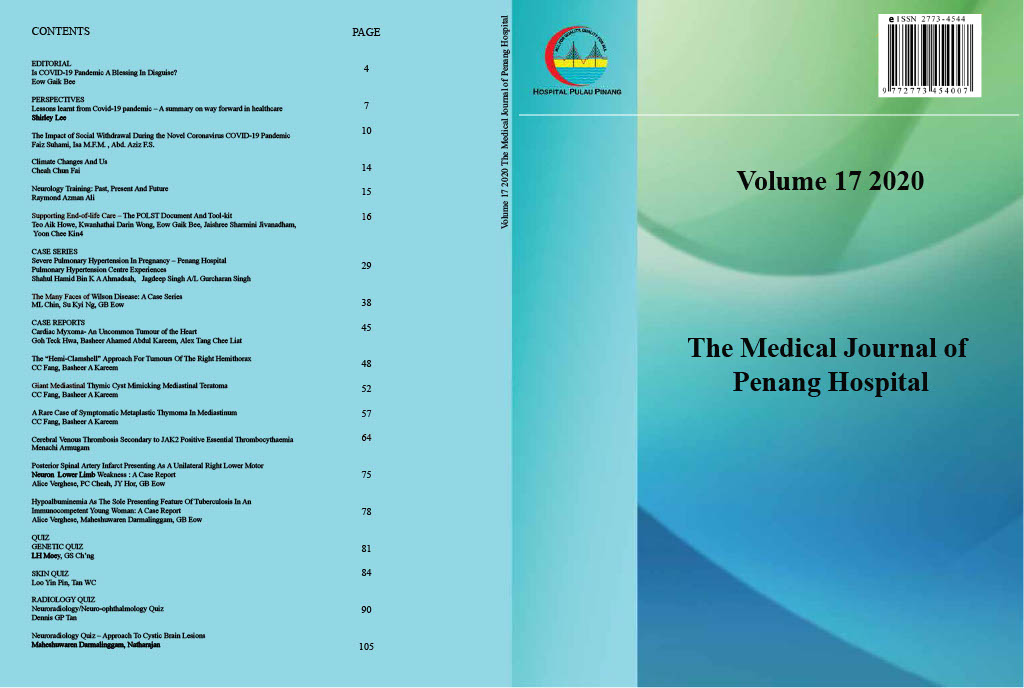 CONTENTS PAGE
EDITORIAL
Is COVID-19 Pandemic A Blessing In Disguise? 4
Eow Gaik Bee
PERSPECTIVES
Lessons learnt from Covid-19 pandemic – A summary on way forward in healthcare 7
Shirley Lee
The Impact of Social Withdrawal During the Novel Coronavirus COVID-19 Pandemic 10
Faiz Suhami, Isa M.F.M. , Abd. Aziz F.S.
Climate Changes And Us
Cheah Chun Fai 14
Neurology Training: Past, Present And Future 15
Raymond Azman Ali
Supporting End-of-life Care – The POLST Document And Tool-kit 16
Teo Aik Howe, Kwanhathai Darin Wong, Eow Gaik Bee, Jaishree Sharmini Jivanadham,
Yoon Chee Kin4
CASE SERIES
Severe Pulmonary Hypertension In Pregnancy – Penang Hospital
Pulmonary Hypertension Centre Experiences 29
Shahul Hamid Bin K A Ahmadsah, Jagdeep Singh A/L Gurcharan Singh
The Many Faces of Wilson Disease: A Case Series
ML Chin, Su Kyi Ng, GB Eow 38
CASE REPORTS
Cardiac Myxoma- An Uncommon Tumour of the Heart 45
Goh Teck Hwa, Basheer Ahamed Abdul Kareem, Alex Tang Chee Liat
The “Hemi-Clamshell” Approach For Tumours Of The Right Hemithorax
CC Fang, Basheer A Kareem 48
Giant Mediastinal Thymic Cyst Mimicking Mediastinal Teratoma
CC Fang, Basheer A Kareem 52
A Rare Case of Symptomatic Metaplastic Thymoma In Mediastinum 57
CC Fang, Basheer A Kareem
Cerebral Venous Thrombosis Secondary to JAK2 Positive Essential Thrombocythaemia 64
Menachi Armugam
Posterior Spinal Artery Infarct Presenting As A Unilateral Right Lower Motor
Neuron Lower Limb Weakness : A Case Report 75
Alice Verghese, PC Cheah, JY Hor, GB Eow
Hypoalbuminemia As The Sole Presenting Feature Of Tuberculosis In An
Immunocompetent Young Woman: A Case Report 78
Alice Verghese, Maheshuwaren Darmalinggam, GB Eow
QUIZ
GENETIC QUIZ 81
LH Moey, GS Ch’ng
SKIN QUIZ 84
Loo Yin Pin, Tan WC
RADIOLOGY QUIZ
Neuroradiology/Neuro-ophthalmology Quiz 90
Dennis GP Tan
Neuroradiology Quiz – Approach To Cystic Brain Lesions
Maheshuwaren Darmalinggam, Natharajan 105
Volume 17 2020 The Medical Journal of Penang Hospital
HOSPITAL PULAU PINANG
e ISSN 2773-4544
9 772773 454007
Volume 17 2020
The Medical Journal of
Penang Hospital